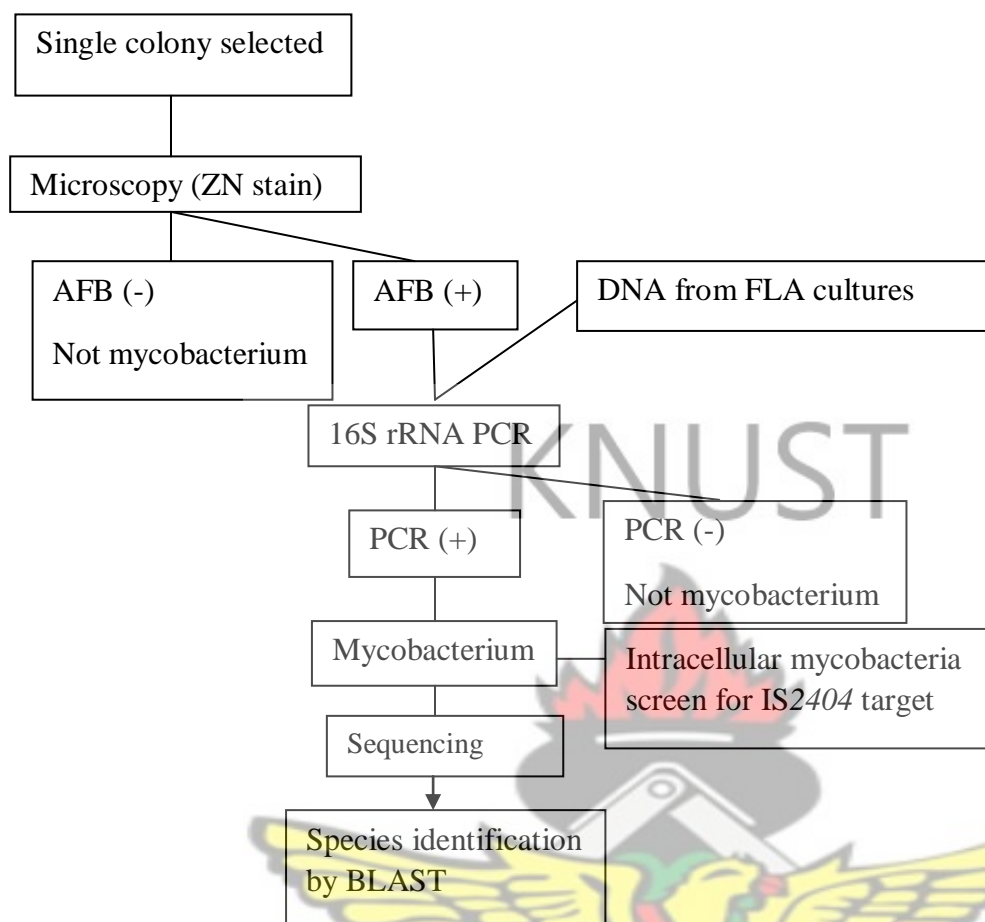 Single colony selected
Microscopy (ZN stain)
AFB (-)
Not mycobacterium
AFB (+)
DNA from FLA cultures
16S rRNA PCR
KNUST
PCR (+)
PCR (-)
Not mycobacterium
Mycobacterium
Intracellular mycobacteria
screen for IS2404 target
Sequencing
Species identification
by BLAST